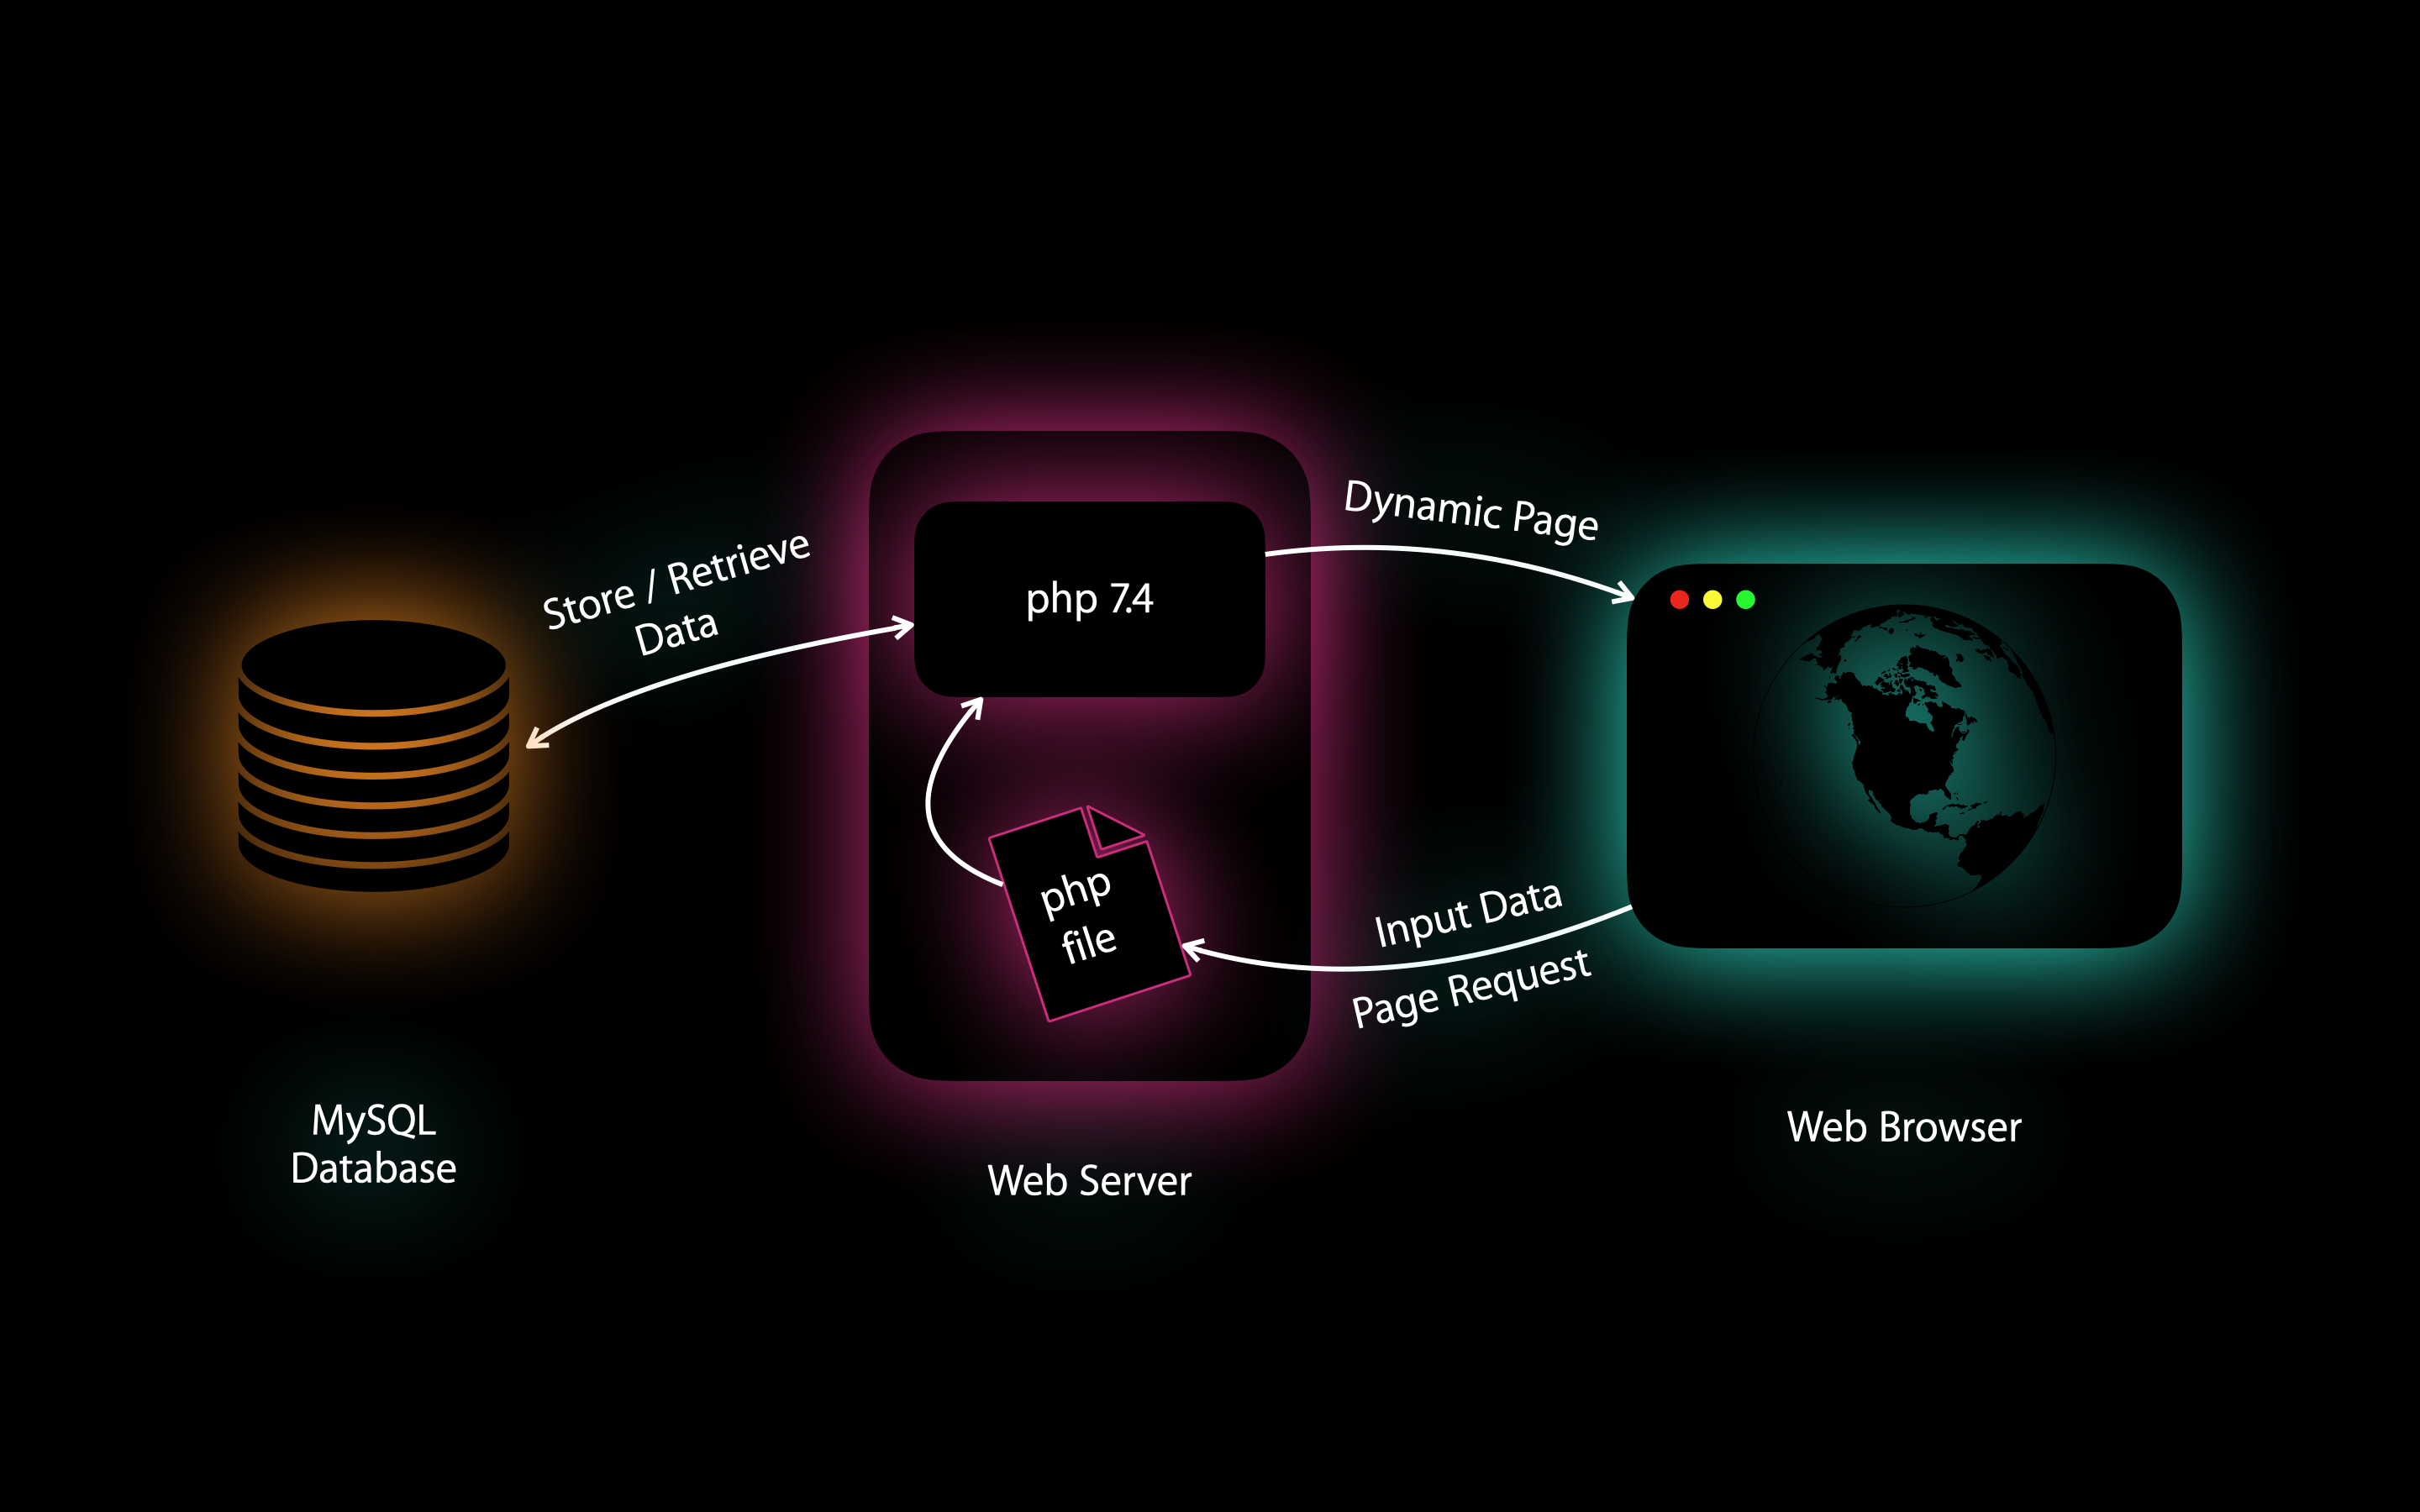 Store / Retrieve
Data
MySQL
Database
php 7.4
php
file
Web Server
Dynamic Page
Input Data
Page Request
Web Browser